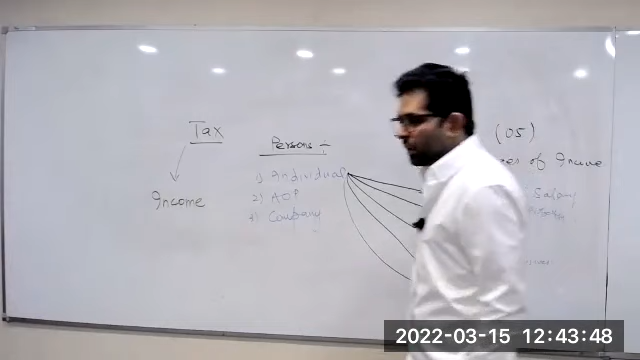 Tax
Income
Persons :-
1) Individual
2) AOP
4) Company
(05)
of Income
Salary
2022-03-15 12:43:48